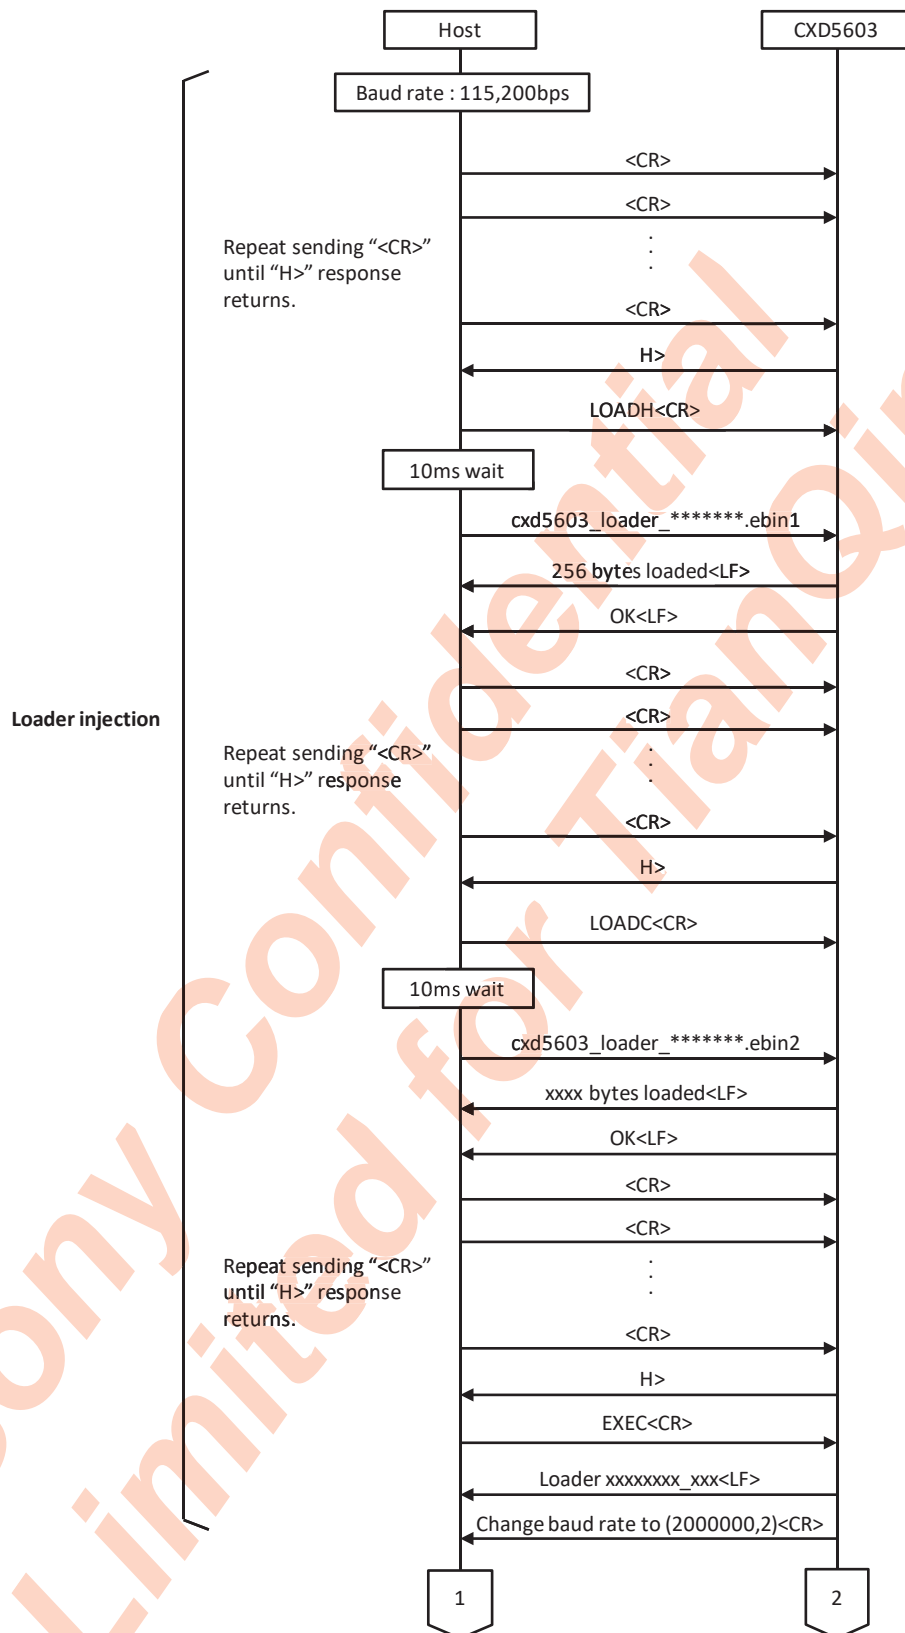 Host
CXD5603
Baud rate : 115,200bps
<CR>
<CR>
.
.
.
Repeat sending “<CR>”
until “H>” response
returns.
<CR>
H>
LOADH<CR>
10ms wait
cxd5603_loader_*******.ebin1
256 bytes loaded<LF>
OK<LF>
<CR>
<CR>
.
.
.
Loader injection
Repeat sending “<CR>”
until “H>” response
returns.
<CR>
H>
LOADC<CR>
10ms wait
cxd5603_loader_*******.ebin2
xxxx bytes loaded<LF>
OK<LF>
<CR>
<CR>
.
.
.
Repeat sending “<CR>”
until “H>” response
returns.
<CR>
H>
EXEC<CR>
Loader xxxxxxxx_xxx<LF>
Change baud rate to (2000000,2)<CR>
1
2
Sony Confidential
Limited for